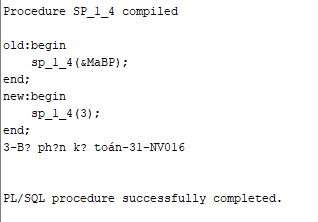 Procedure SP_1_4 compiled
old:begin
sp_1_4(&MaBP);
end;
new:begin
sp_1_4(3);
end;
3-B? ph?n k? toán-31-NV016
PL/SQL procedure successfully completed.